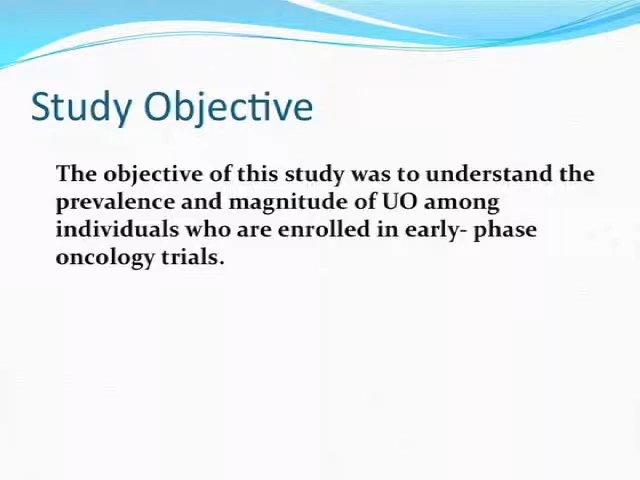 Study Objective
The objective of this study was to understand the
prevalence and magnitude of UO among
individuals who are enrolled in early- phase
oncology trials.